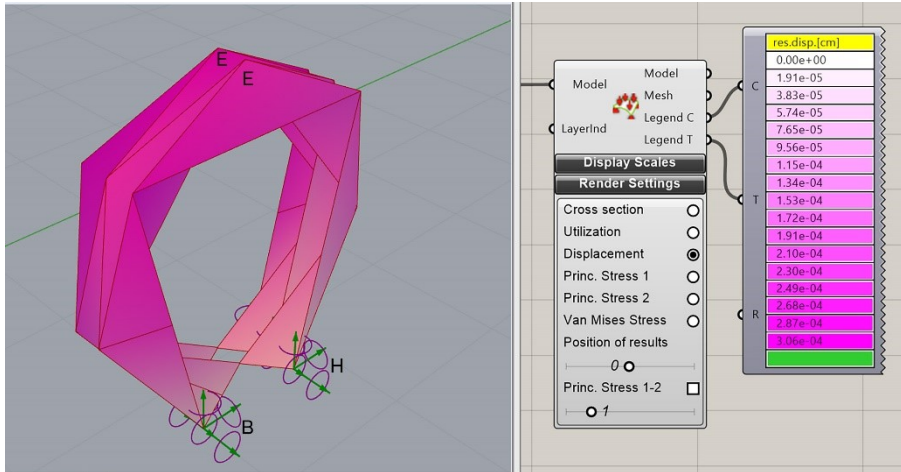 E
E
H
B
Model
LayerInd
Model
Mesh
Legend C
Legend T
Display Scales
Render Settings
Cross section
Utilization
Displacement
Princ. Stress 1
Princ. Stress 2
Van Mises Stress
Position of results
0
Princ. Stress 1-2
1
C
T
R
res.disp.[cm]
0.00e+00
1.91e-05
3.83e-05
5.74e-05
7.65e-05
9.56e-05
1.15e-04
1.34e-04
1.53e-04
1.72e-04
1.91e-04
2.10e-04
2.30e-04
2.49e-04
2.68e-04
2.87e-04
3.06e-04